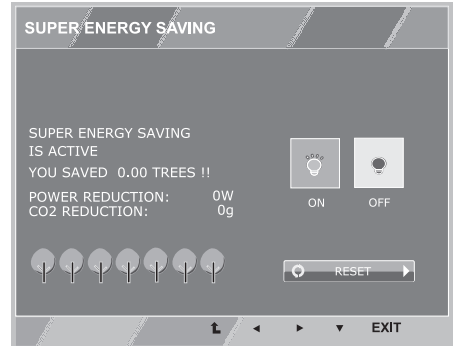 SUPER ENERGY SAVING
SUPER ENERGY SAVING
IS ACTIVE
YOU SAVED 0.00 TREES !!
POWER REDUCTION: 0W
CO2 REDUCTION: 0g
ON OFF
RESET
EXIT